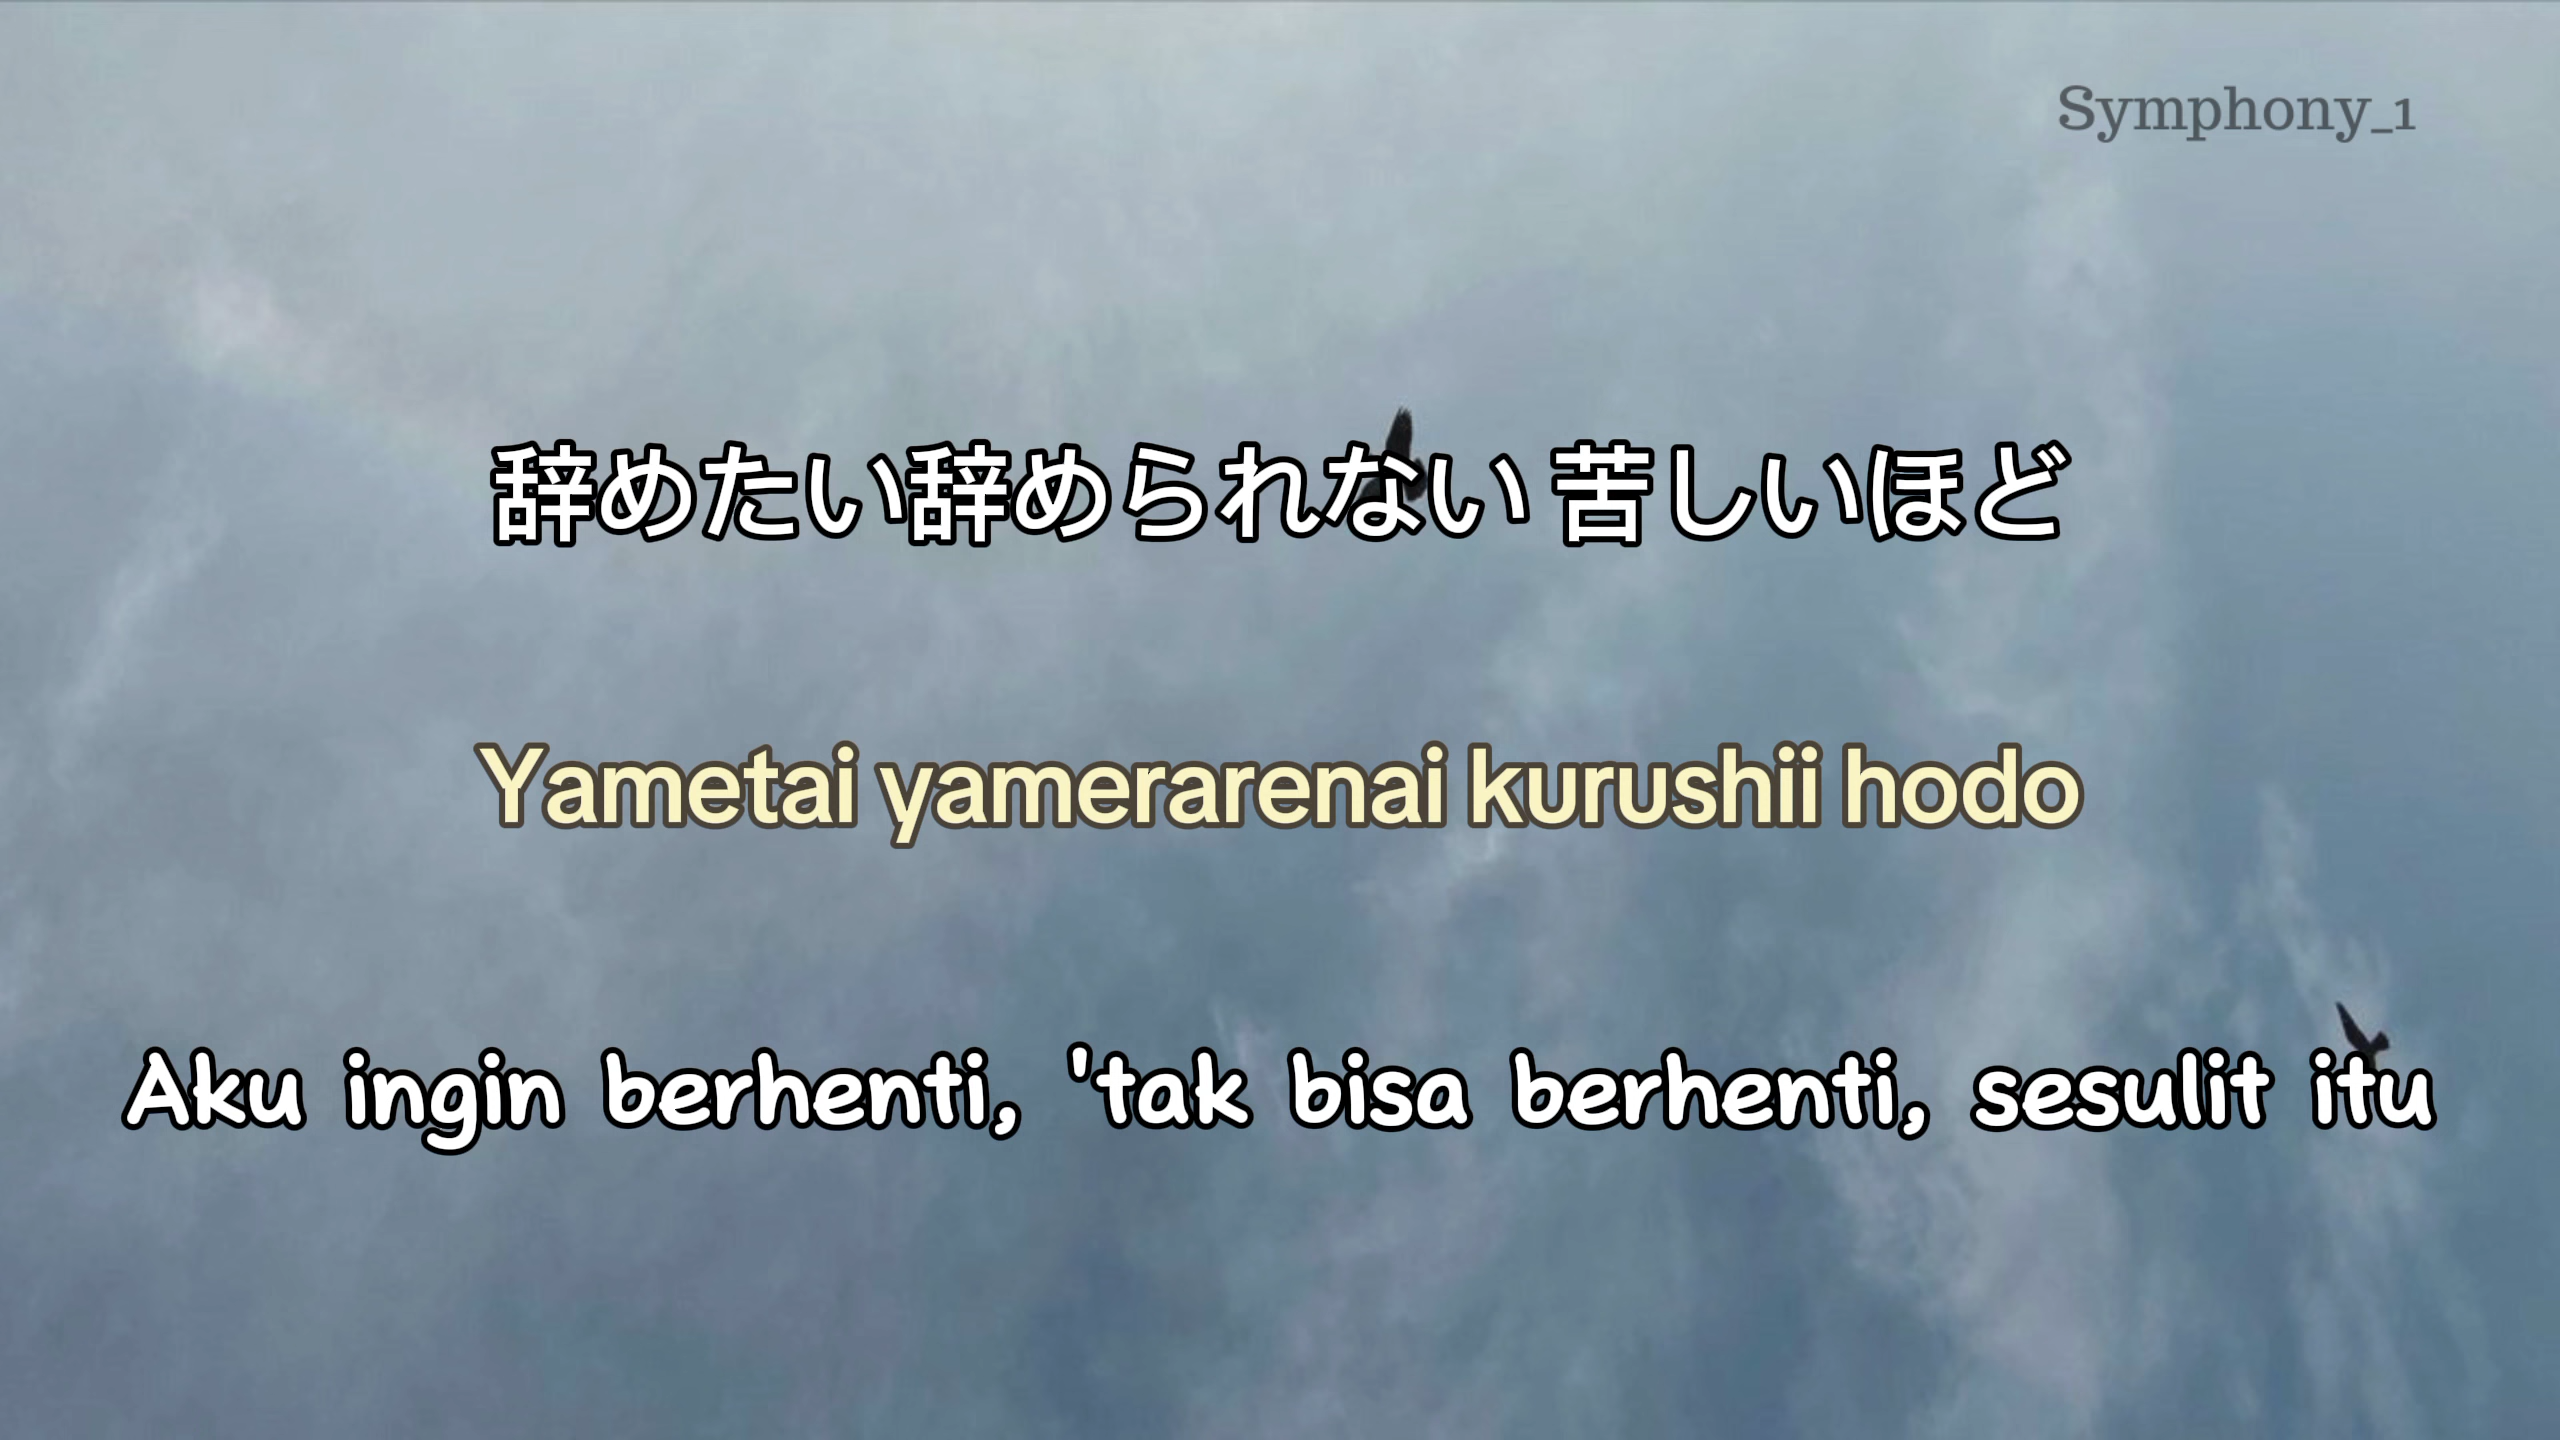 Symphony_1
辞めたい辞められない 苦しいほど
Yametai yamerarenai kurushii hodo
Aku ingin berhenti, 'tak bisa berhenti, sesulit itu